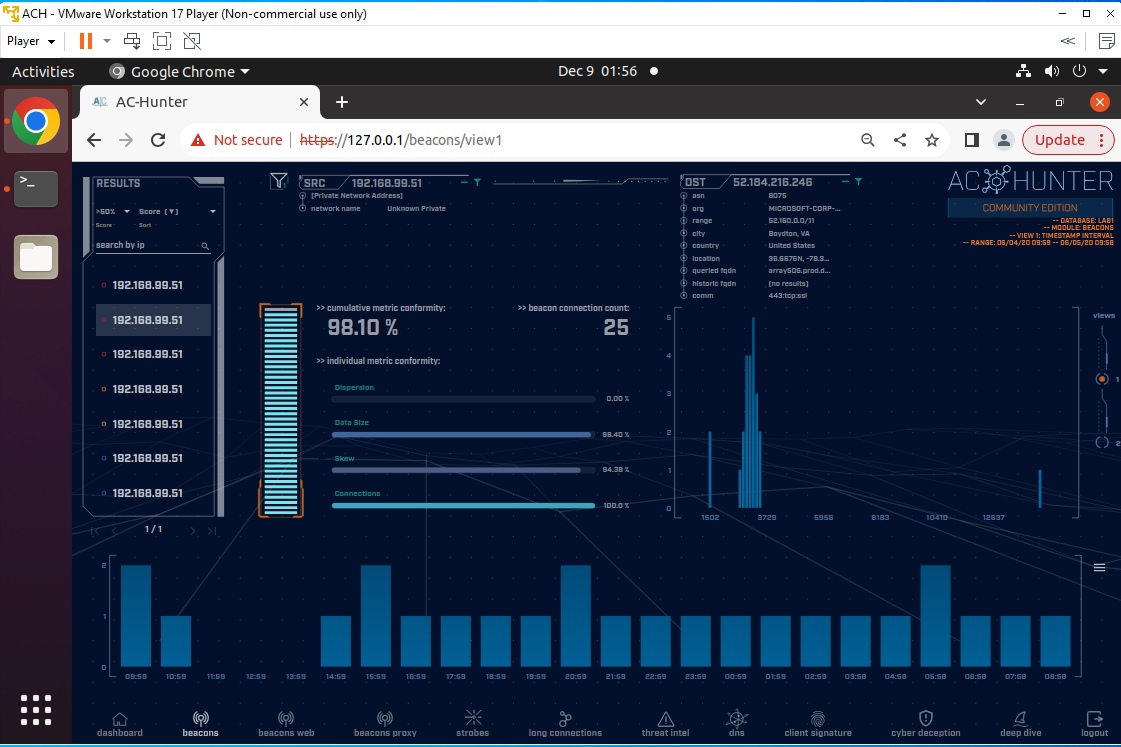 ACH - VMware Workstation 17 Player (Non-commercial use only)
Player
Activities
Google Chrome
Dec 9 01:56
AC-Hunter
Not secure
https://127.0.0.1/beacons/view1
Update
RESULTS
>50%
Score [▼]
Score
Sort
search by ip
192.168.99.51
192.168.99.51
192.168.99.51
192.168.99.51
192.168.99.51
192.168.99.51
192.168.99.51
1 / 1
SRC 192.168.99.51
[Private Network Address]
network name Unknown Private
DST 52.184.216.246
asn 8075
org MICROSOFT-CORP-...
range 52.160.0.0/11
city Boydton, VA
country United States
location 36.6676N, -78.3...
queried fqdn array506.prod.d...
historic fqdn [no results]
comm 443:tcp:ssl
AC HUNTER
COMMUNITY EDITION
-- DATABASE: LAB1
-- MODULE: BEACONS
-- VIEW 1: TIMESTAMP INTERVAL
-- RANGE: 06/04/20 09:59 -- 06/05/20 09:58
>> cumulative metric conformity:
98.10 %
>> beacon connection count:
25
>> individual metric conformity:
Dispersion
0.00 %
Data Size
98.40 %
Skew
94.39 %
Connections
100.0 %
5
4
3
2
1
0
1502 3729 5956 8183 10410 12637
views
1
2
2
1
0
09:59 10:59 11:59 12:59 13:59 14:59 15:59 16:59 17:59 18:59 19:59 20:59 21:59 22:59 23:59 00:59 01:59 02:59 03:59 04:59 05:58 06:58 07:58 08:58
dashboard
beacons
beacons web
beacons proxy
strobes
long connections
threat intel
dns
client signature
cyber deception
deep dive
logout